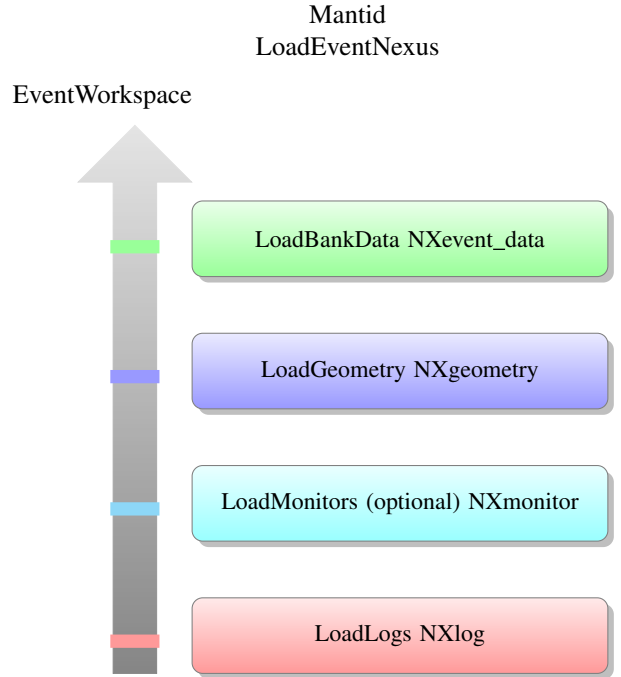 Mantid
LoadEventNexus
EventWorkspace
LoadBankData NXevent_data
LoadGeometry NXgeometry
LoadMonitors (optional) NXmonitor
LoadLogs NXlog